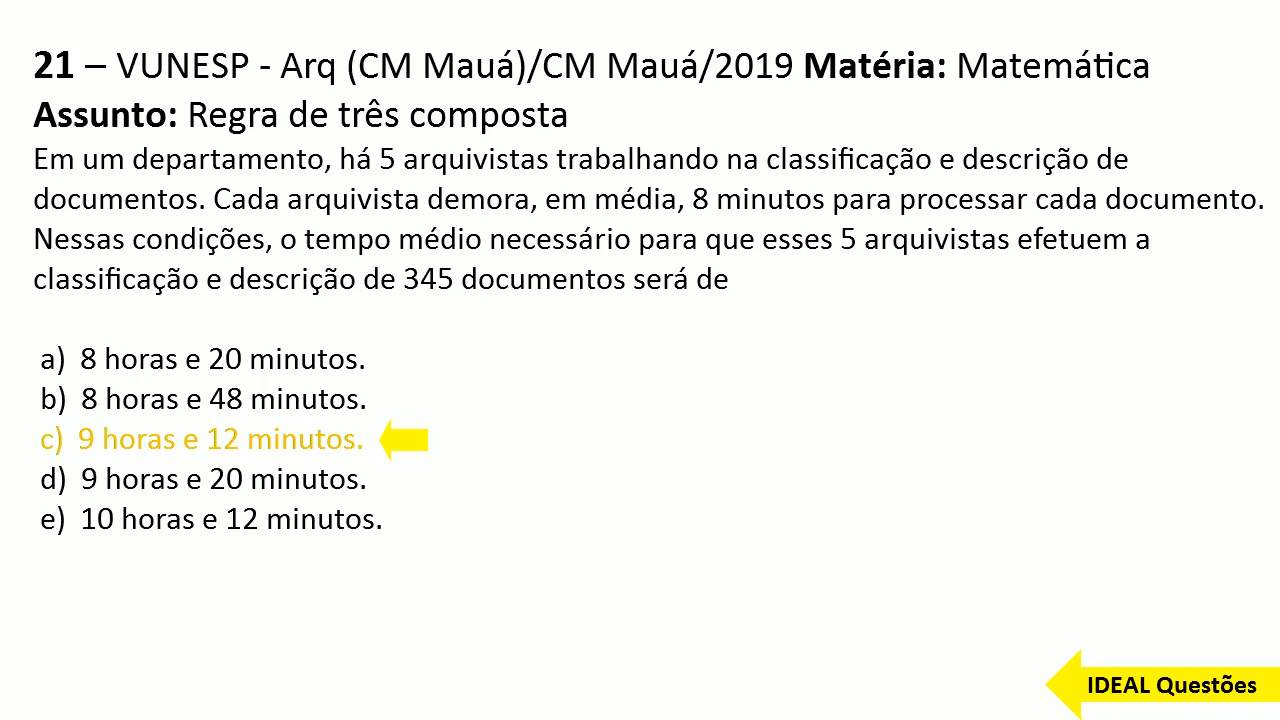 21 – VUNESP - Arq (CM Mauá)/CM Mauá/2019 Matéria: Matemática
Assunto: Regra de três composta
Em um departamento, há 5 arquivistas trabalhando na classificação e descrição de
documentos. Cada arquivista demora, em média, 8 minutos para processar cada documento.
Nessas condições, o tempo médio necessário para que esses 5 arquivistas efetuem a
classificação e descrição de 345 documentos será de
a) 8 horas e 20 minutos.
b) 8 horas e 48 minutos.
c) 9 horas e 12 minutos.
d) 9 horas e 20 minutos.
e) 10 horas e 12 minutos.
IDEAL Questões